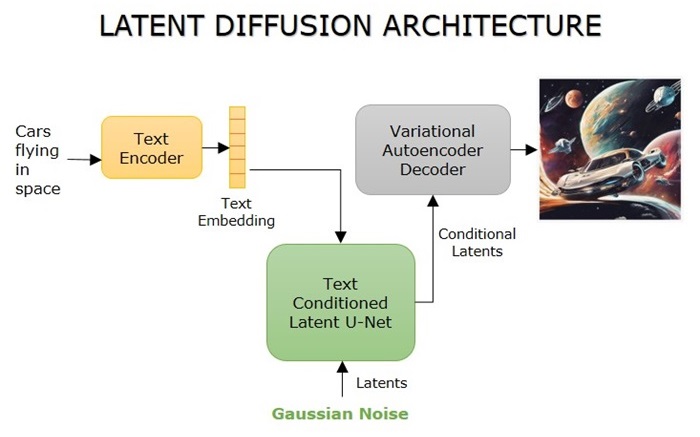 LATENT DIFFUSION ARCHITECTURE
Cars
flying
in
space
Text
Encoder
Text
Embedding
Variational
Autoencoder
Decoder
Conditional
Latents
Text
Conditioned
Latent U-Net
Latents
Gaussian Noise